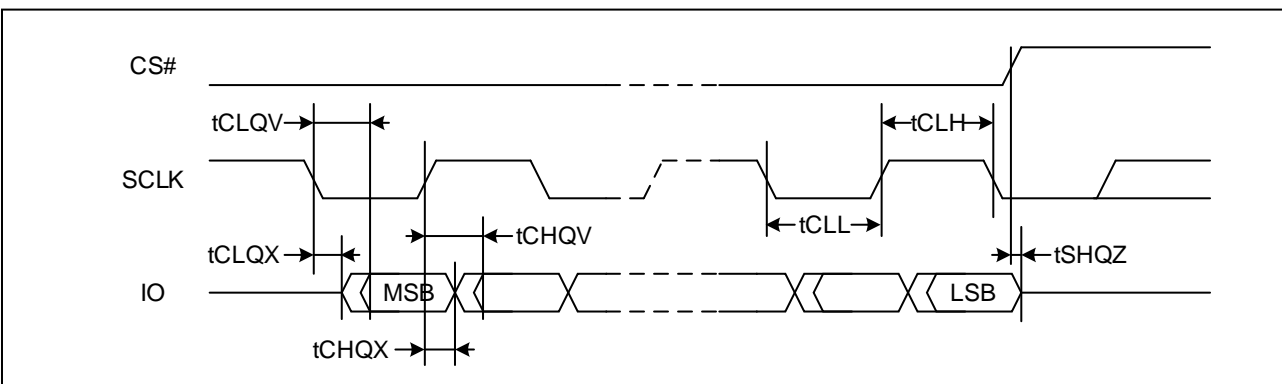 CS#
tCLQV
tCLH
SCLK
tCLL
tCHQV
tCLQX
tSHQZ
IO
MSB
LSB
tCHQX